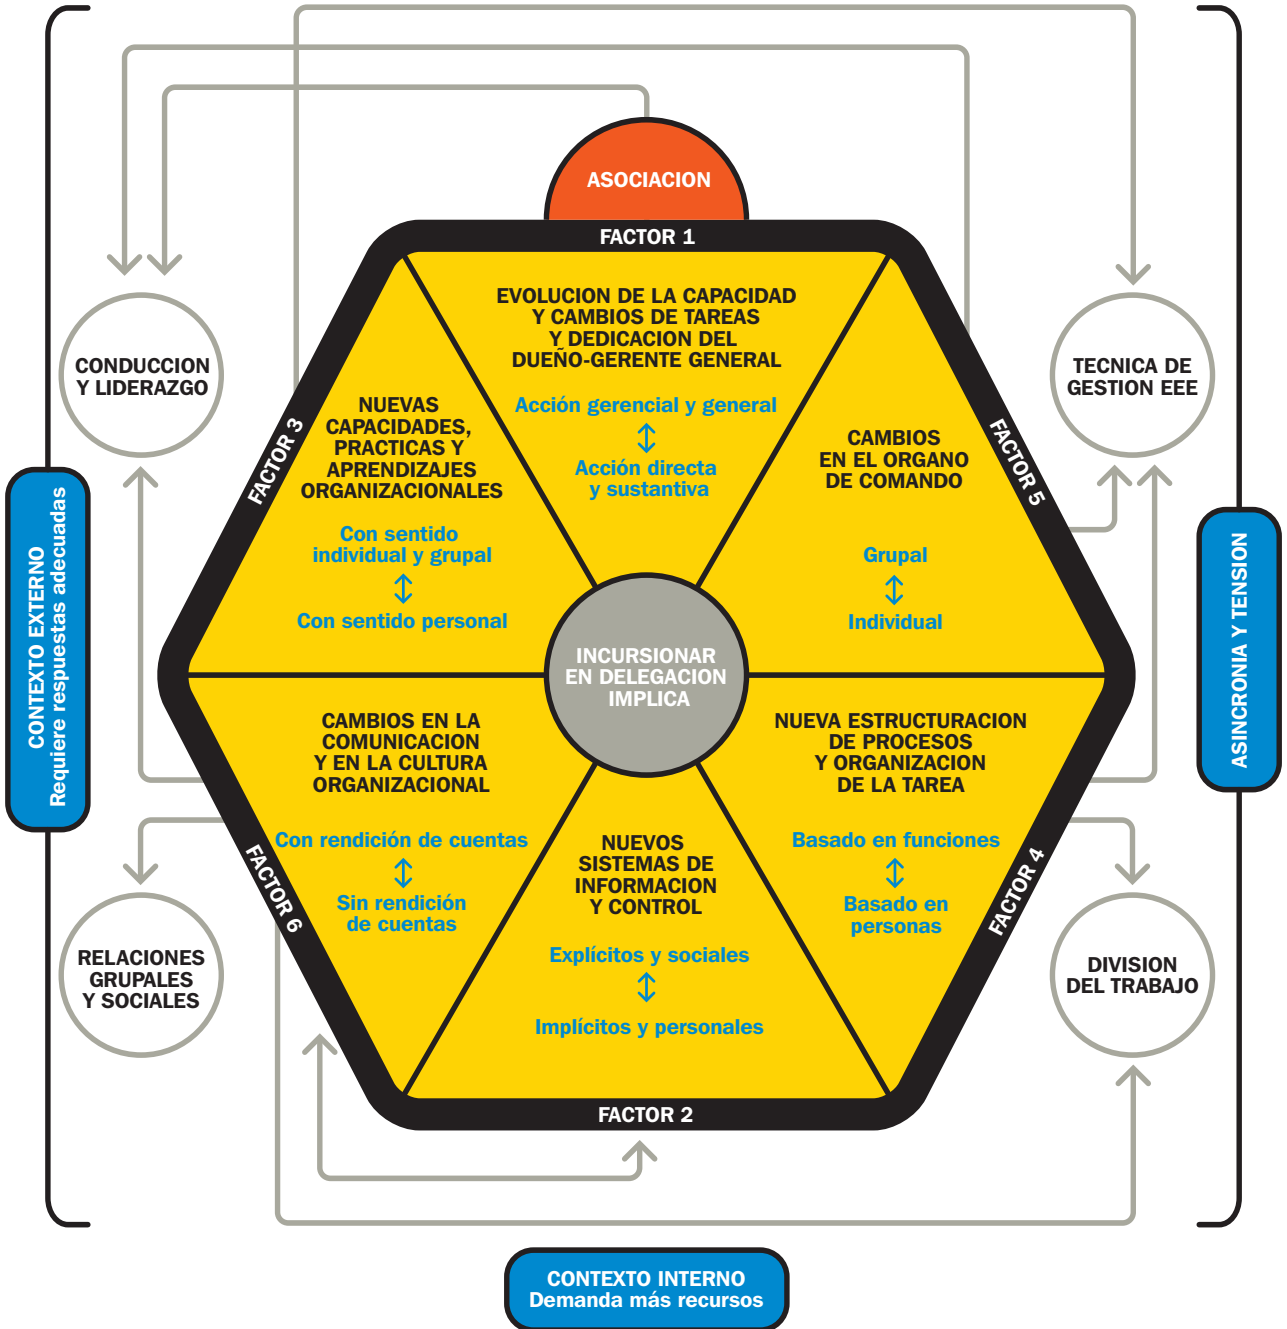 ASOCIACION
FACTOR 1
EVOLUCION DE LA CAPACIDAD
Y CAMBIOS DE TAREAS
Y DEDICACION DEL
DUEÑO-GERENTE GENERAL
Acción gerencial y general
Acción directa
y sustantiva
CONDUCCION
Y LIDERAZGO
TECNICA DE
GESTION EEE
FACTOR 3
NUEVAS
CAPACIDADES,
PRACTICAS Y
APRENDIZAJES
ORGANIZACIONALES
Con sentido
individual y grupal
Con sentido personal
FACTOR 5
CAMBIOS
EN EL ORGANO
DE COMANDO
Grupal
Individual
CONTEXTO EXTERNO
Requiere respuestas adecuadas
ASINCRONIA Y TENSION
INCURSIONAR
EN DELEGACION
IMPLICA
CAMBIOS EN LA
COMUNICACION
Y EN LA CULTURA
ORGANIZACIONAL
Con rendición de cuentas
Sin rendición
de cuentas
FACTOR 6
NUEVOS
SISTEMAS DE
INFORMACION
Y CONTROL
Explícitos y sociales
Implícitos y personales
FACTOR 2
NUEVA ESTRUCTURACION
DE PROCESOS
Y ORGANIZACION
DE LA TAREA
Basado en funciones
Basado en
personas
FACTOR 4
RELACIONES
GRUPALES
Y SOCIALES
DIVISION
DEL TRABAJO
CONTEXTO INTERNO
Demanda más recursos